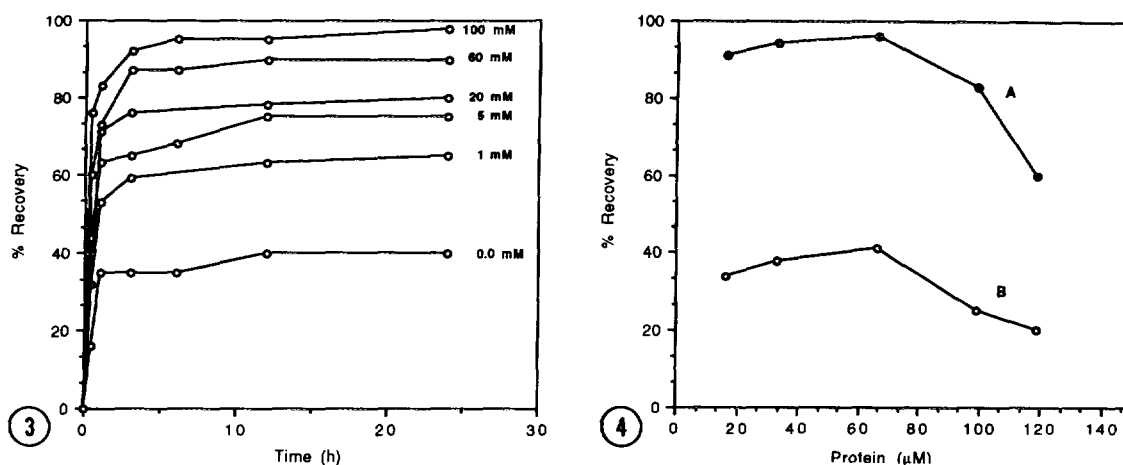 100
80
60
40
20
0
% Recovery
100 mM
60 mM
20 mM
5 mM
1 mM
0.0 mM
0 10 20 30
Time (h)
3
100
80
60
40
20
0
% Recovery
A
B
0 20 40 60 80 100 120 140
Protein (µM)
4